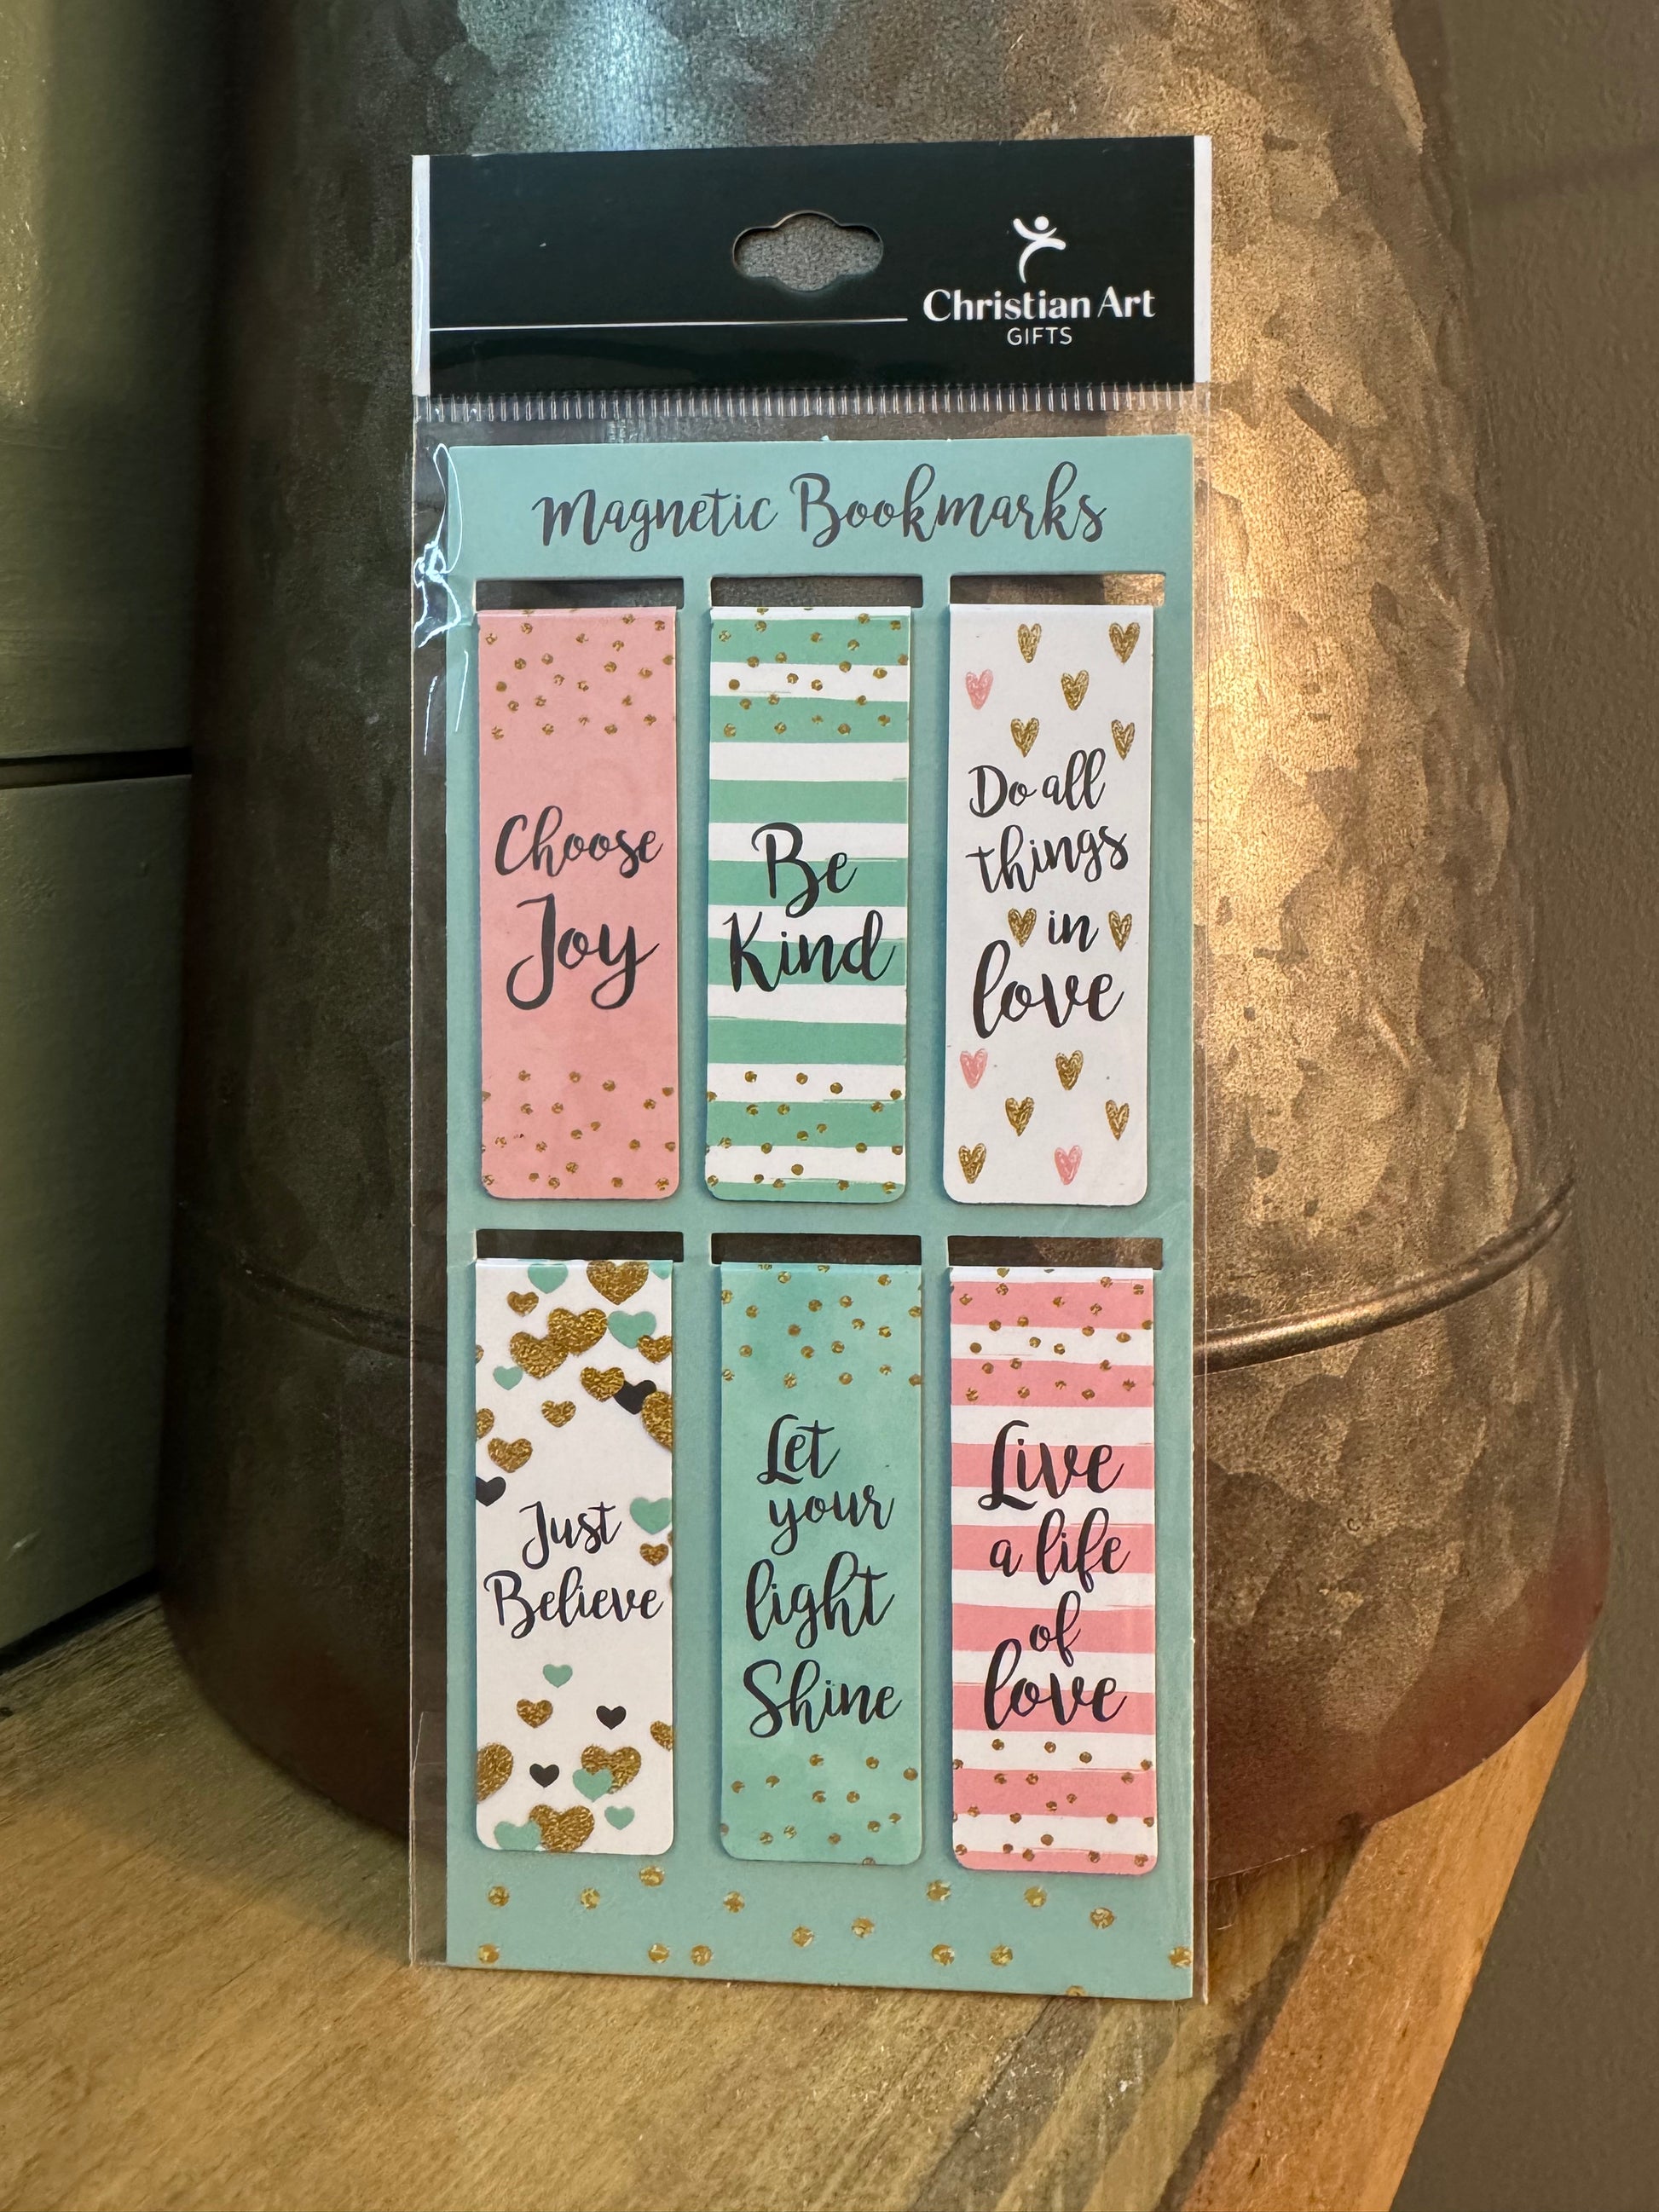 Christian Art
GIFTS
Magnetic Bookmarks
Choose
Joy
Be
Kind
Do all
things
in
love
Just
Believe
Let
your
light
Shine
Live
a life
of
love